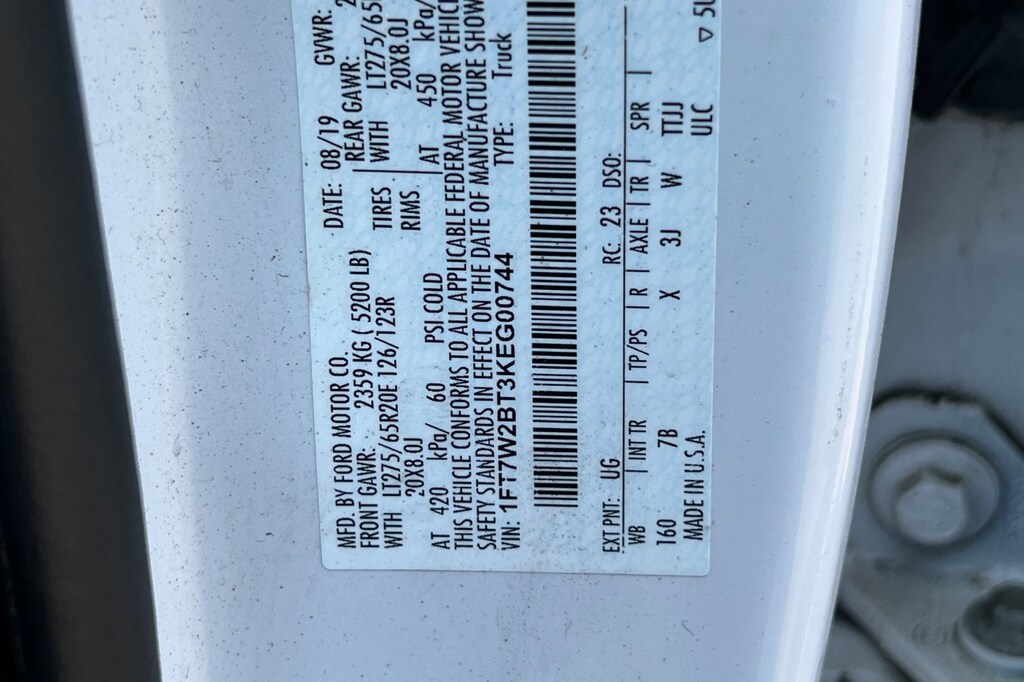 MFD. BY FORD MOTOR CO.
DATE: 08/19 GVWR:
FRONT GAWR: 2359 KG ( 5200 LB) REAR GAWR: 2
WITH LT275/65R20E 126/123R TIRES WITH LT275/65
20X8.0J RIMS 20X8.0J
AT 420 kPa/ 60 PSI COLD AT 450 kPa/
THIS VEHICLE CONFORMS TO ALL APPLICABLE FEDERAL MOTOR VEHICLE
SAFETY STANDARDS IN EFFECT ON THE DATE OF MANUFACTURE SHOW
VIN: 1FT7W2BT3KEG00744 TYPE: Truck
EXT PNT: UG RC: 23 DSO:
WB | INT TR | TP/PS | R | AXLE | TR | SPR |
160 7B X 3J W TTJJ
MADE IN U.S.A. ULC
▽ 5U